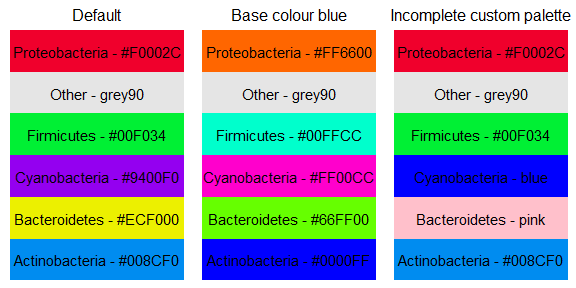 Default
Proteobacteria - #F0002C
Other - grey90
Firmicutes - #00F034
Cyanobacteria - #9400F0
Bacteroidetes - #ECF000
Actinobacteria - #008CF0
Base colour blue
Proteobacteria - #FF6600
Other - grey90
Firmicutes - #00FFCC
Cyanobacteria - #FF00CC
Bacteroidetes - #66FF00
Actinobacteria - #0000FF
Incomplete custom palette
Proteobacteria - #F0002C
Other - grey90
Firmicutes - #00F034
Cyanobacteria - blue
Bacteroidetes - pink
Actinobacteria - #008CF0